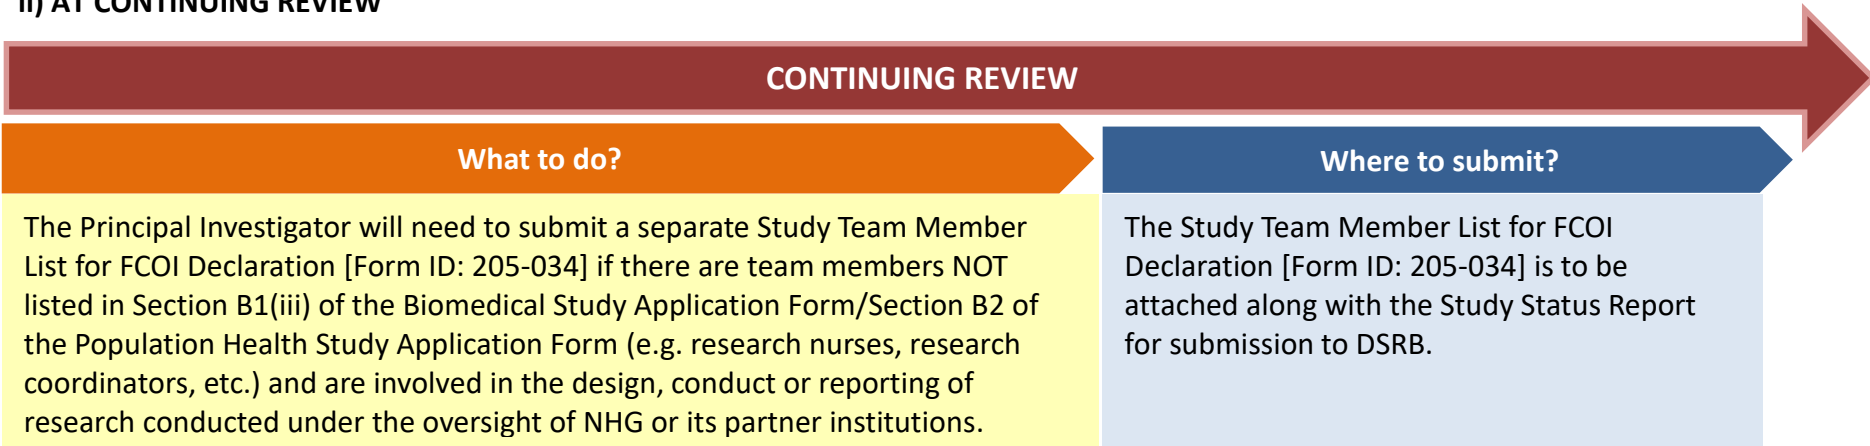 ii) AT CONTINUING REVIEW
CONTINUING REVIEW
What to do?
The Principal Investigator will need to submit a separate Study Team Member
List for FCOI Declaration [Form ID: 205-034] if there are team members NOT
listed in Section B1(iii) of the Biomedical Study Application Form/Section B2 of
the Population Health Study Application Form (e.g. research nurses, research
coordinators, etc.) and are involved in the design, conduct or reporting of
research conducted under the oversight of NHG or its partner institutions.
Where to submit?
The Study Team Member List for FCOI
Declaration [Form ID: 205-034] is to be
attached along with the Study Status Report
for submission to DSRB.